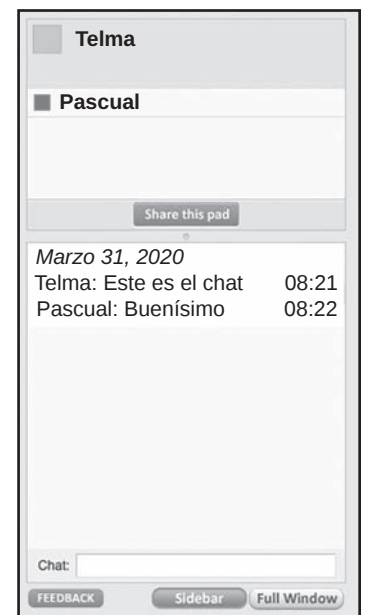 Telma
Pascual
Share this pad
Marzo 31, 2020
Telma: Este es el chat 08:21
Pascual: Buenísimo 08:22
Chat:
FEEDBACK Sidebar Full Window